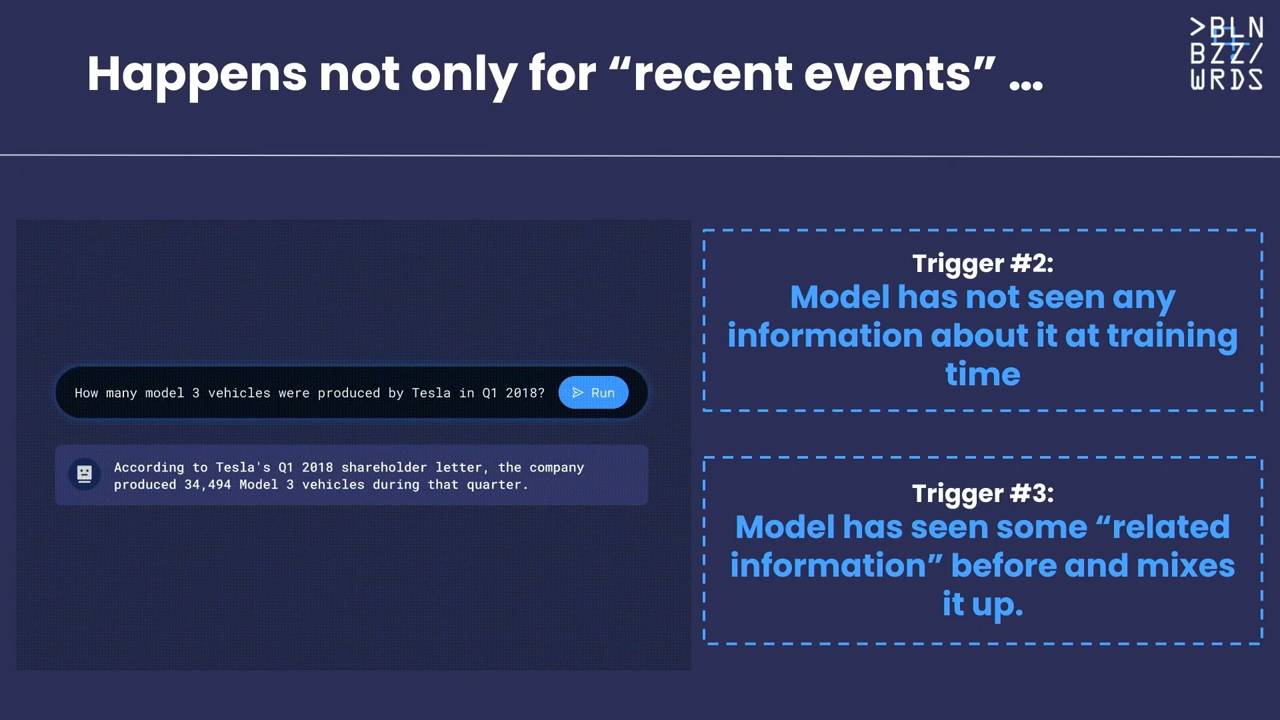 Happens not only for “recent events” ...
>BLN
BZZ/
WRDS
How many model 3 vehicles were produced by Tesla in Q1 2018?
Run
According to Tesla's Q1 2018 shareholder letter, the company
produced 34,494 Model 3 vehicles during that quarter.
Trigger #2:
Model has not seen any
information about it at training
time
Trigger #3:
Model has seen some “related
information” before and mixes
it up.